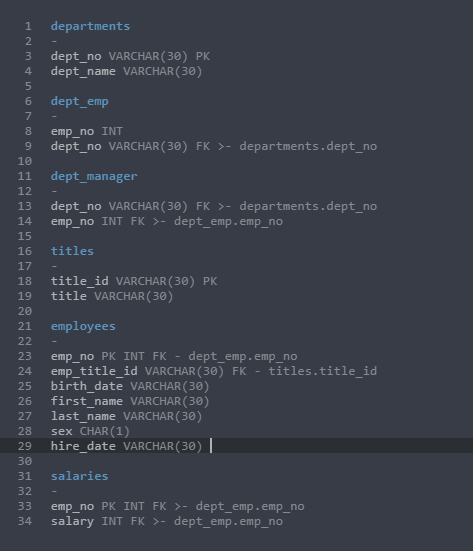 1 departments
2 -
3 dept_no VARCHAR(30) PK
4 dept_name VARCHAR(30)
5
6 dept_emp
7 -
8 emp_no INT
9 dept_no VARCHAR(30) FK >- departments.dept_no
10
11 dept_manager
12 -
13 dept_no VARCHAR(30) FK >- departments.dept_no
14 emp_no INT FK >- dept_emp.emp_no
15
16 titles
17 -
18 title_id VARCHAR(30) PK
19 title VARCHAR(30)
20
21 employees
22 -
23 emp_no PK INT FK - dept_emp.emp_no
24 emp_title_id VARCHAR(30) FK - titles.title_id
25 birth_date VARCHAR(30)
26 first_name VARCHAR(30)
27 last_name VARCHAR(30)
28 sex CHAR(1)
29 hire_date VARCHAR(30)
30
31 salaries
32 -
33 emp_no PK INT FK >- dept_emp.emp_no
34 salary INT FK >- dept_emp.emp_no